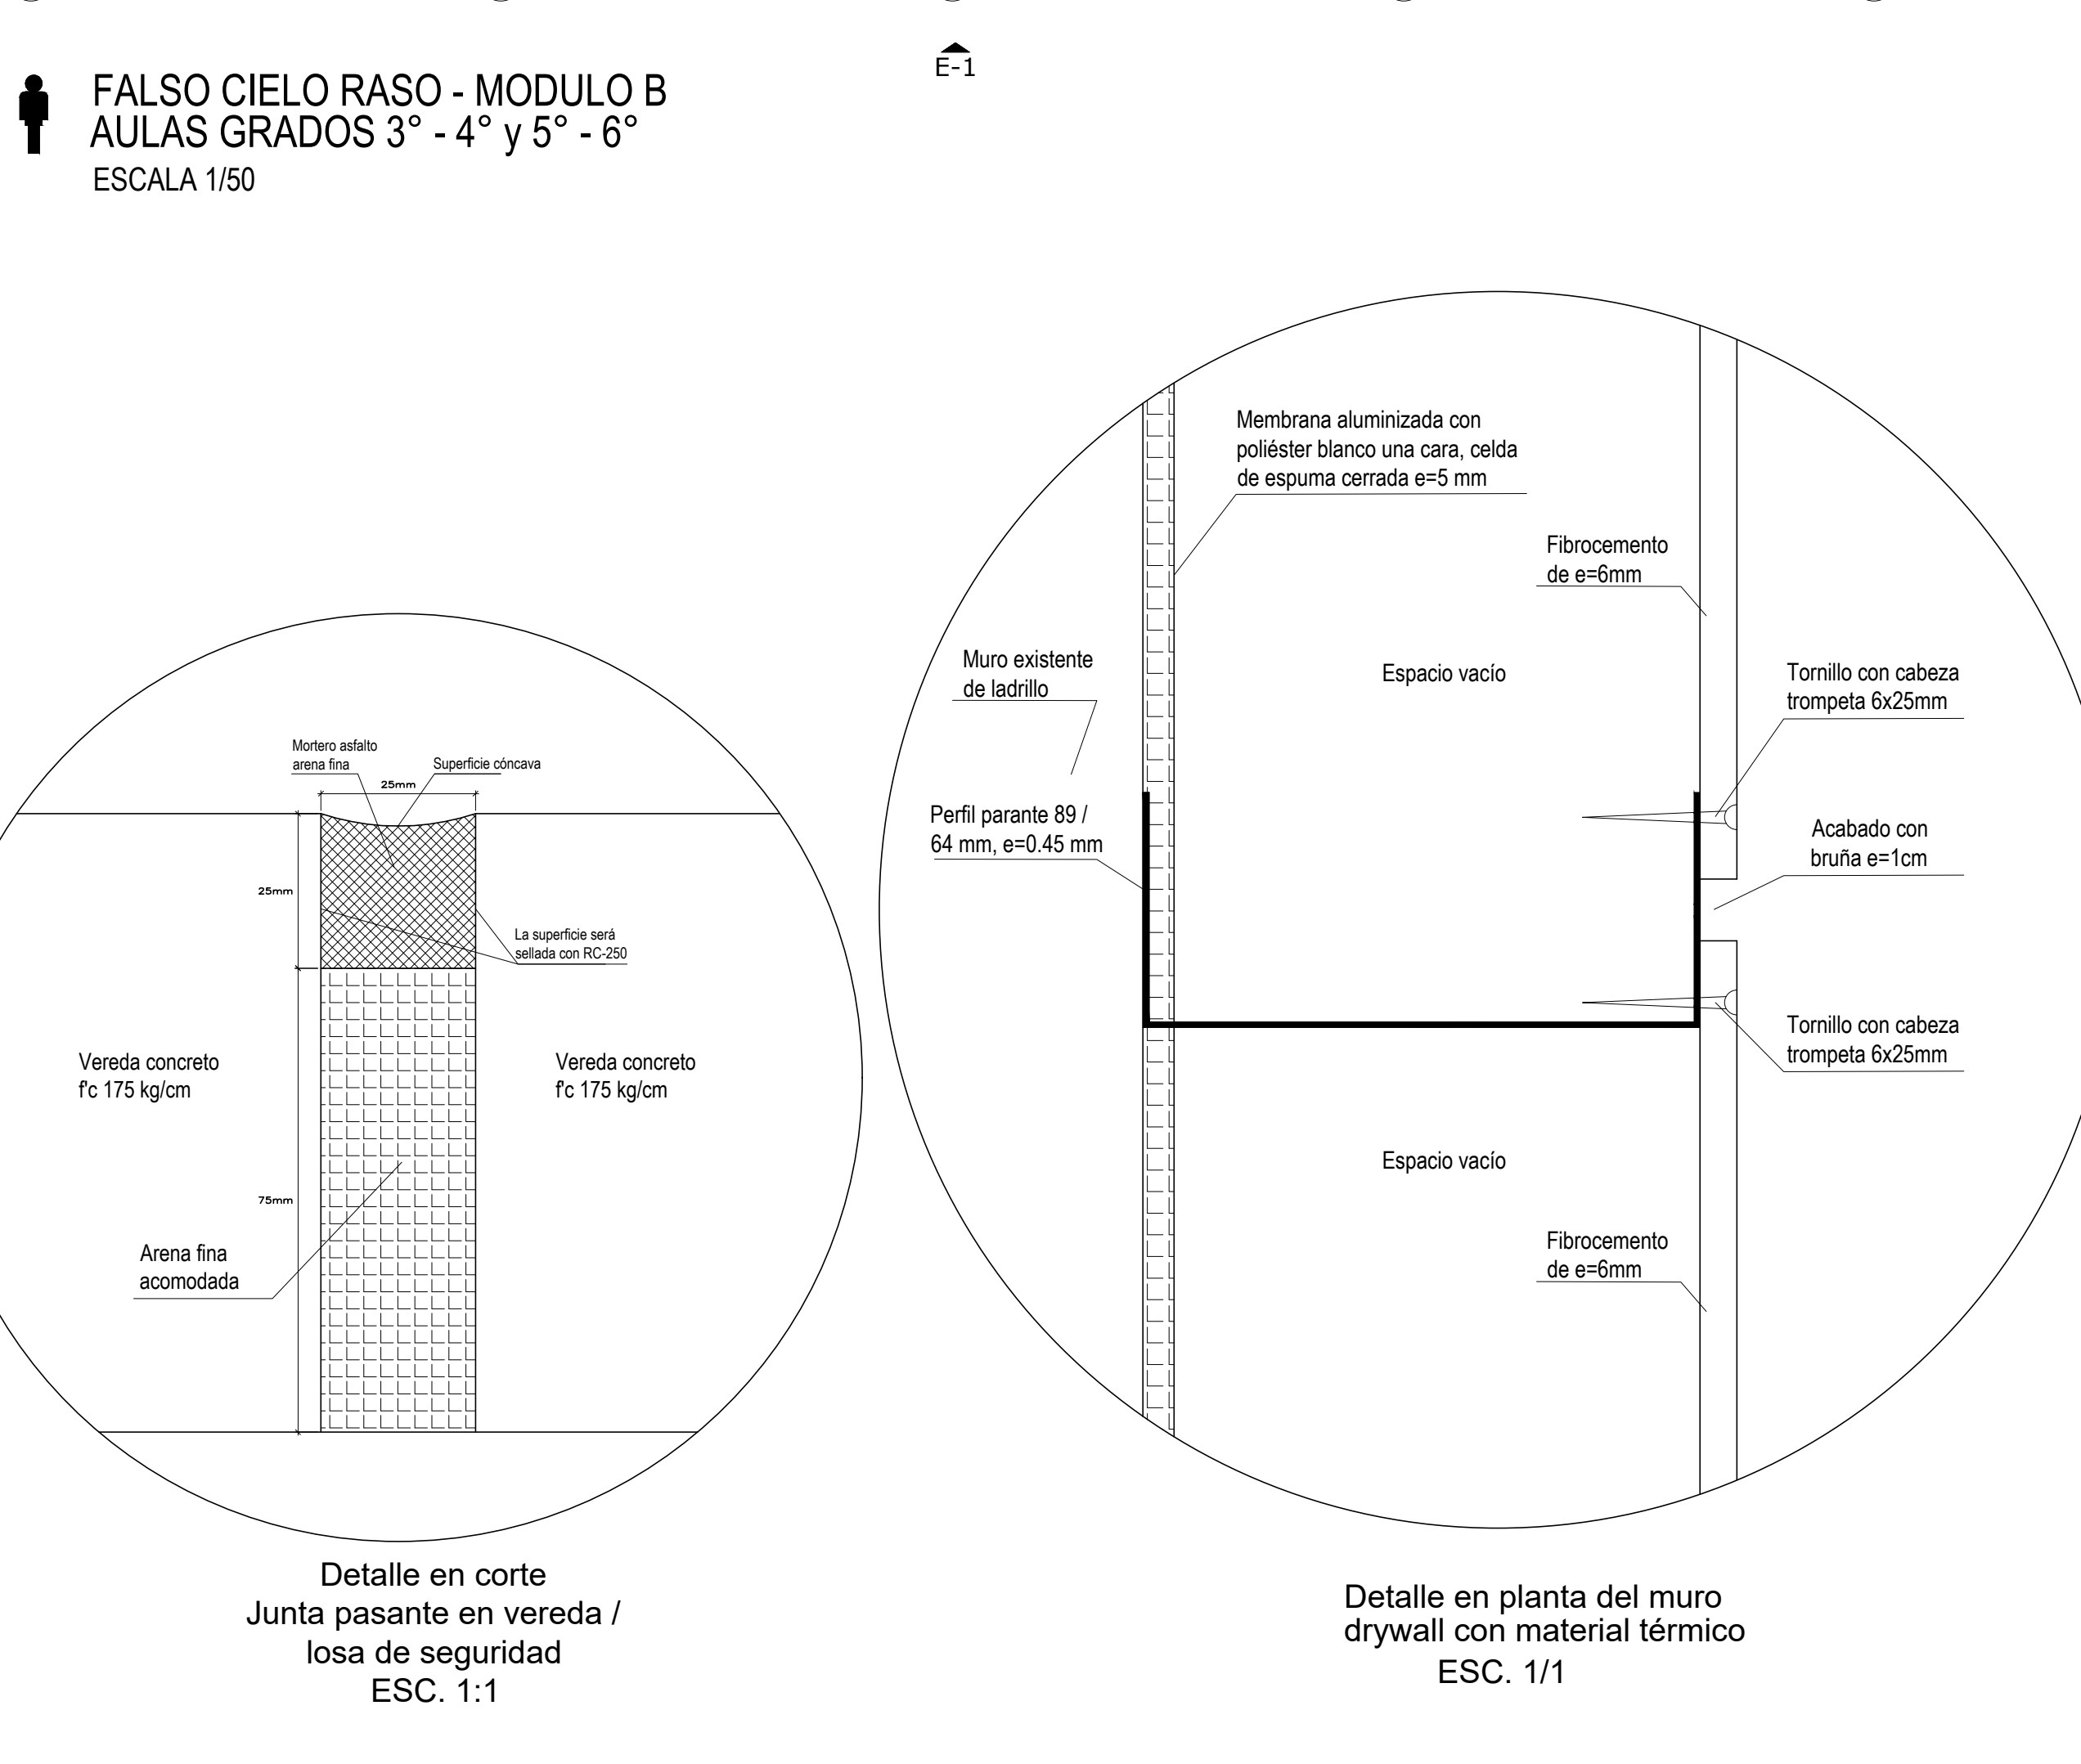 E-1
FALSO CIELO RASO - MODULO B
AULAS GRADOS 3° - 4° y 5° - 6°
ESCALA 1/50
Mortero asfalto
arena fina
Superficie cóncava
25mm
25mm
La superficie será
sellada con RC-250
Vereda concreto
f'c 175 kg/cm
Vereda concreto
f'c 175 kg/cm
75mm
Arena fina
acomodada
Detalle en corte
Junta pasante en vereda /
losa de seguridad
ESC. 1:1
Membrana aluminizada con
poliéster blanco una cara, celda
de espuma cerrada e=5 mm
Fibrocemento
de e=6mm
Muro existente
de ladrillo
Espacio vacío
Tornillo con cabeza
trompeta 6x25mm
Perfil parante 89 /
64 mm, e=0.45 mm
Acabado con
bruña e=1cm
Tornillo con cabeza
trompeta 6x25mm
Espacio vacío
Fibrocemento
de e=6mm
Detalle en planta del muro
drywall con material térmico
ESC. 1/1